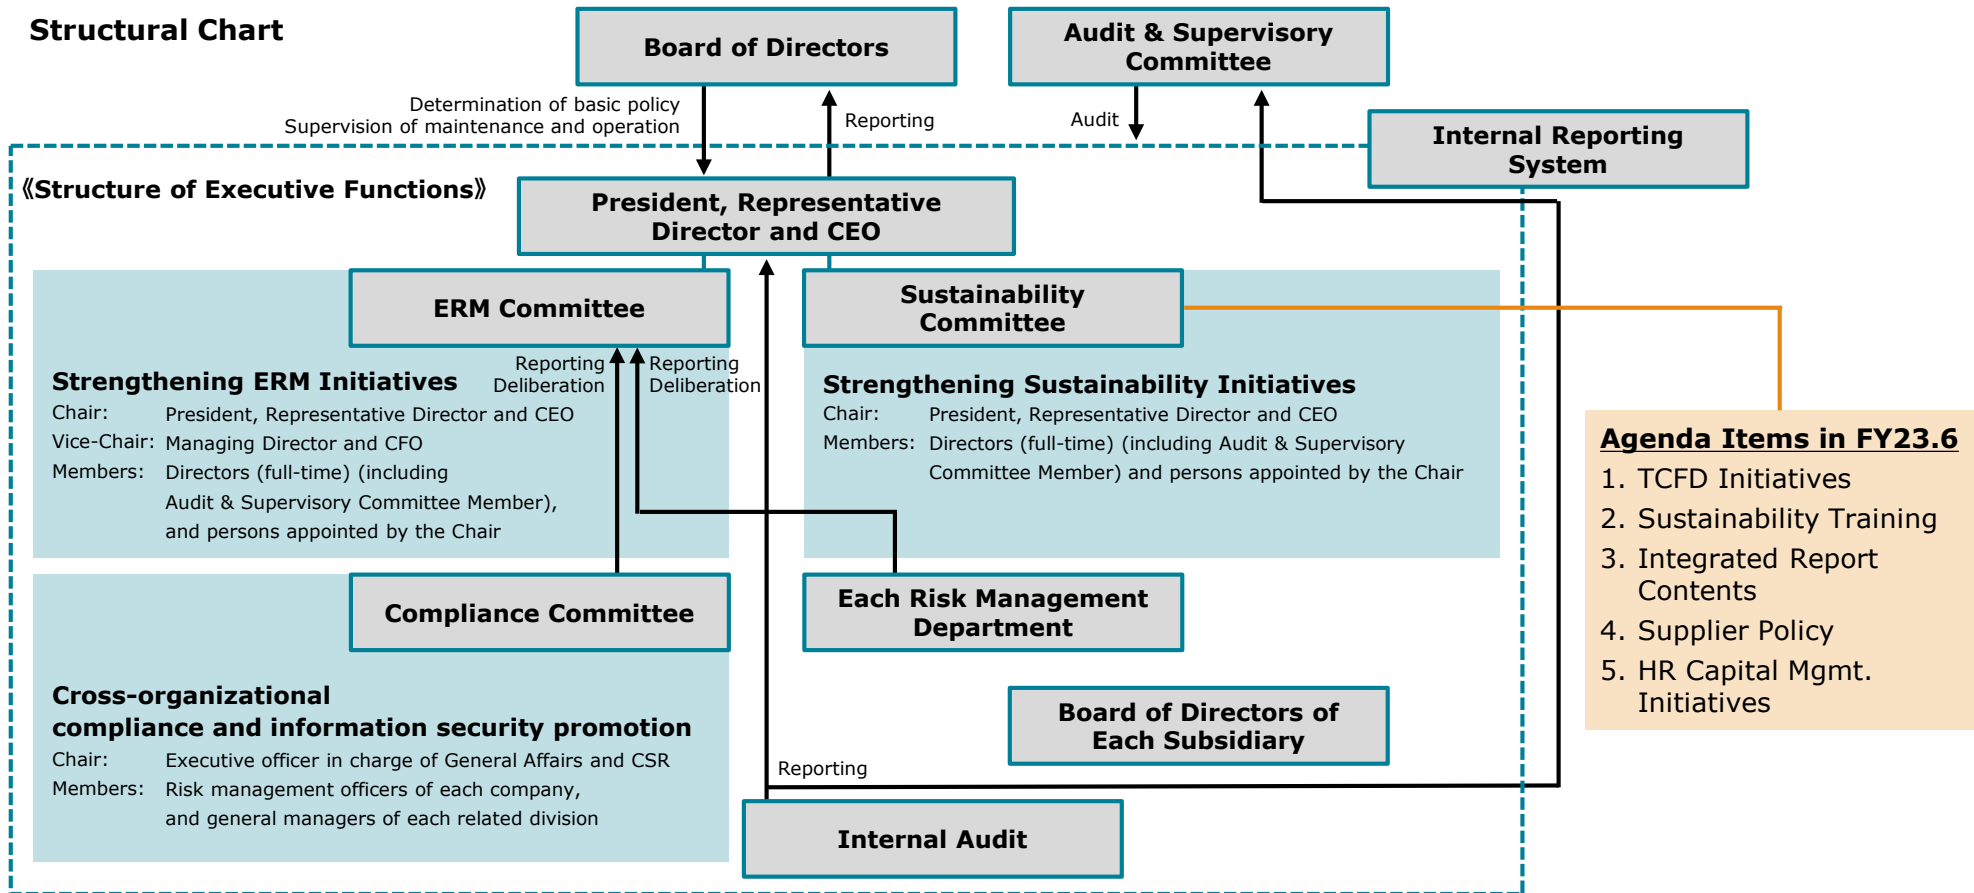 Structural Chart
Board of Directors
Audit & Supervisory
Committee
Determination of basic policy
Supervision of maintenance and operation
Reporting
Audit
Internal Reporting
System
《Structure of Executive Functions》
President, Representative
Director and CEO
ERM Committee
Sustainability
Committee
Reporting
Deliberation
Reporting
Deliberation
Strengthening ERM Initiatives
Chair: President, Representative Director and CEO
Vice-Chair: Managing Director and CFO
Members: Directors (full-time) (including
Audit & Supervisory Committee Member),
and persons appointed by the Chair
Strengthening Sustainability Initiatives
Chair: President, Representative Director and CEO
Members: Directors (full-time) (including Audit & Supervisory
Committee Member) and persons appointed by the Chair
Agenda Items in FY23.6
1. TCFD Initiatives
2. Sustainability Training
3. Integrated Report
Contents
4. Supplier Policy
5. HR Capital Mgmt.
Initiatives
Compliance Committee
Each Risk Management
Department
Cross-organizational
compliance and information security promotion
Chair: Executive officer in charge of General Affairs and CSR
Members: Risk management officers of each company,
and general managers of each related division
Board of Directors of
Each Subsidiary
Reporting
Internal Audit